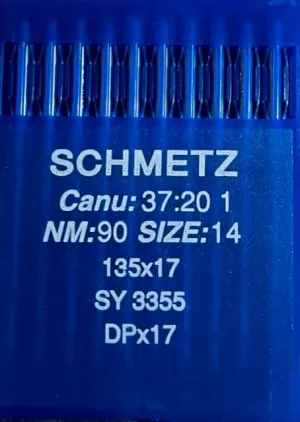 SCHMETZ
Canu: 37:20 1
NM:90 SIZE:14
135x17
SY 3355
DPx17